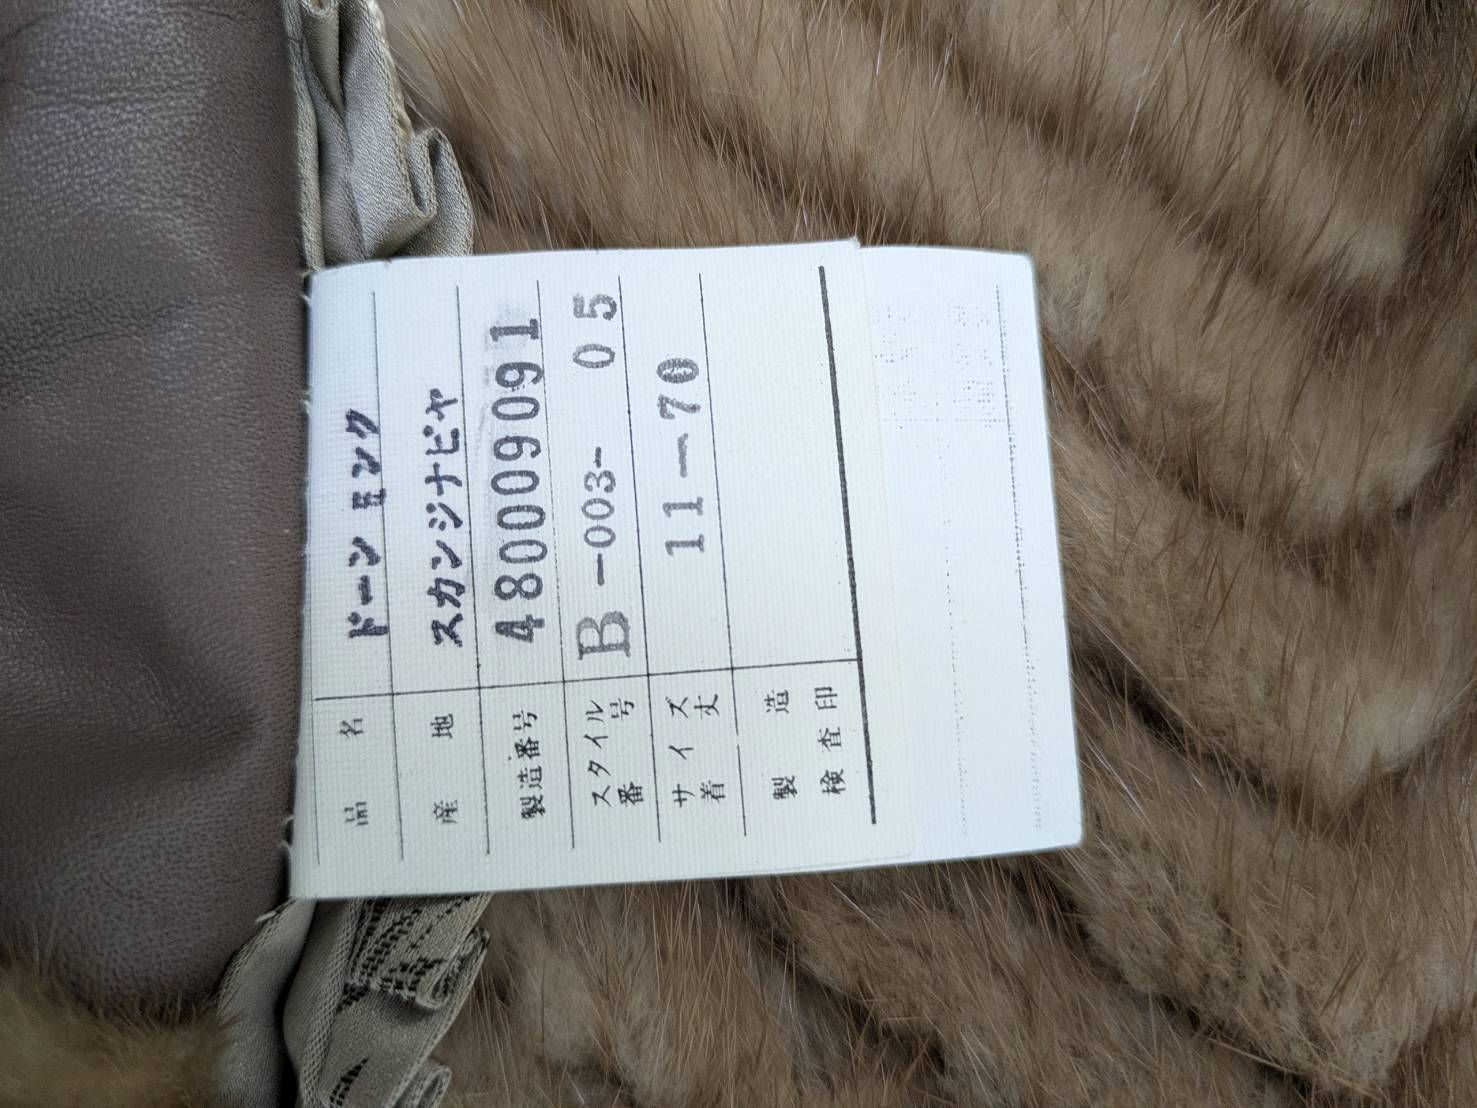 品名 ドーンミンク
産地 スカンジナビヤ
製造番号 480009091
スタイル番号 B-003- 05
サイズ着丈 11-70
製造検査印